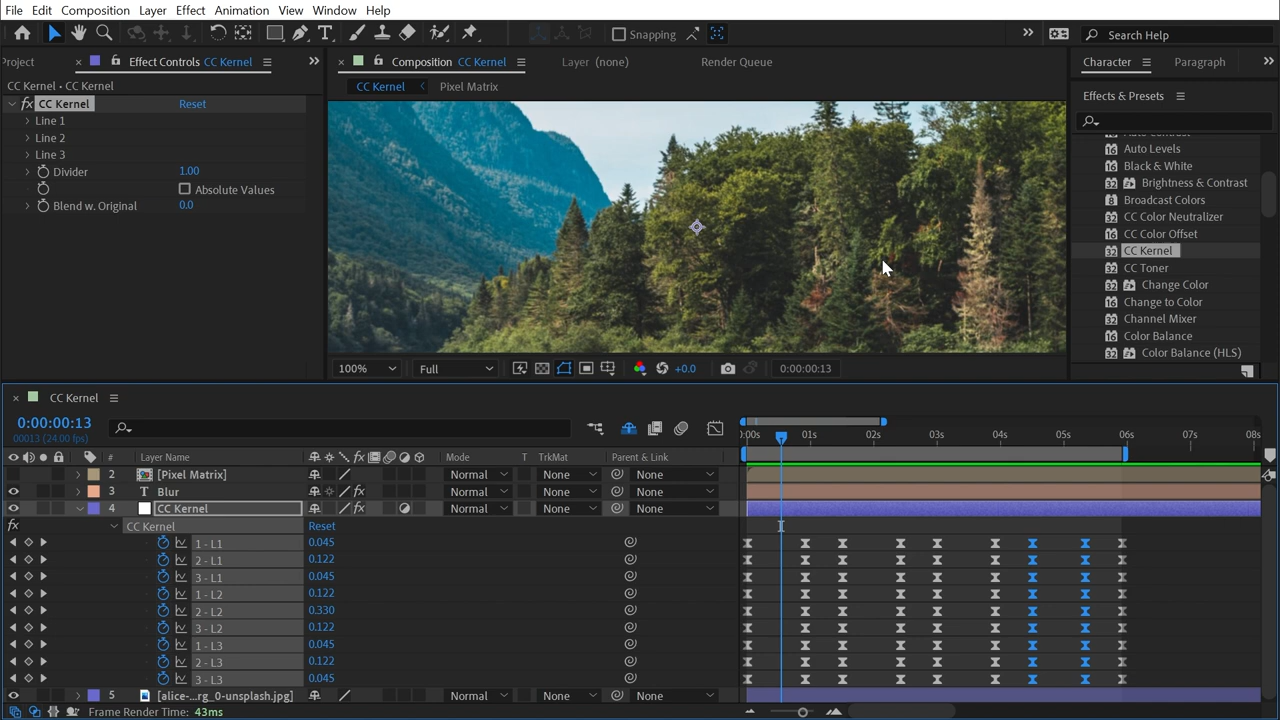 File Edit Composition Layer Effect Animation View Window Help
Snapping Search Help
Project Effect Controls CC Kernel Composition CC Kernel Layer (none) Render Queue Character Paragraph
CC Kernel • CC Kernel CC Kernel Pixel Matrix Effects & Presets
fx CC Kernel Reset
Line 1
Line 2
Line 3
Divider 1.00
Absolute Values
Blend w. Original 0.0
Auto Levels
Black & White
Brightness & Contrast
Broadcast Colors
CC Color Neutralizer
CC Color Offset
CC Kernel
CC Toner
Change Color
Change to Color
Channel Mixer
Color Balance
Color Balance (HLS)
100% Full +0.0 0:00:00:13
CC Kernel
0:00:00:13
00013 (24.00 fps)
0:00s 01s 02s 03s 04s 05s 06s 07s 08s
# Layer Name fx Mode T TrkMat Parent & Link
2 [Pixel Matrix] Normal None None
3 T Blur fx Normal None None
4 CC Kernel fx Normal None None
fx CC Kernel Reset
1 - L1 0.045
2 - L1 0.122
3 - L1 0.045
1 - L2 0.122
2 - L2 0.330
3 - L2 0.122
1 - L3 0.045
2 - L3 0.122
3 - L3 0.045
5 [alice-...rg_0-unsplash.jpg] Normal None None
Frame Render Time: 43ms